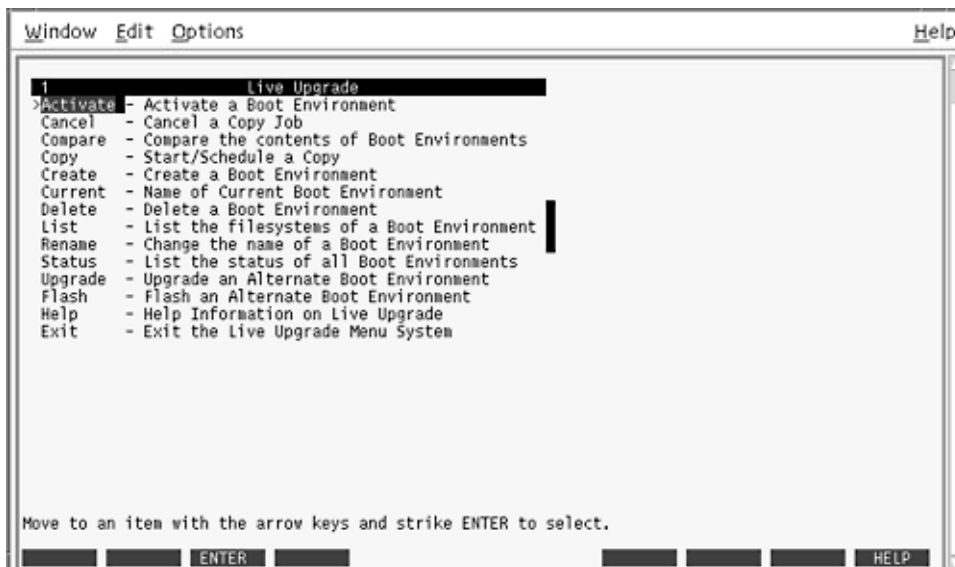 Window Edit Options Help
1 Live Upgrade
>Activate - Activate a Boot Environment
Cancel - Cancel a Copy Job
Compare - Compare the contents of Boot Environments
Copy - Start/Schedule a Copy
Create - Create a Boot Environment
Current - Name of Current Boot Environment
Delete - Delete a Boot Environment
List - List the filesystems of a Boot Environment
Rename - Change the name of a Boot Environment
Status - List the status of all Boot Environments
Upgrade - Upgrade an Alternate Boot Environment
Flash - Flash an Alternate Boot Environment
Help - Help Information on Live Upgrade
Exit - Exit the Live Upgrade Menu System
Move to an item with the arrow keys and strike ENTER to select.
ENTER HELP